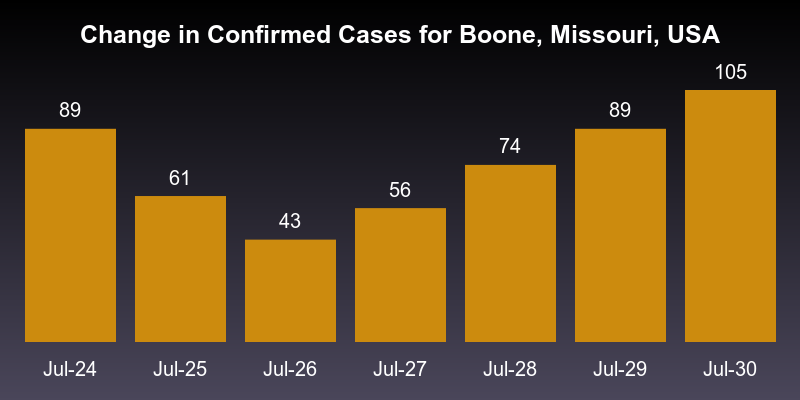 Change in Confirmed Cases for Boone, Missouri, USA
89
61
43
56
74
89
105
Jul-24
Jul-25
Jul-26
Jul-27
Jul-28
Jul-29
Jul-30